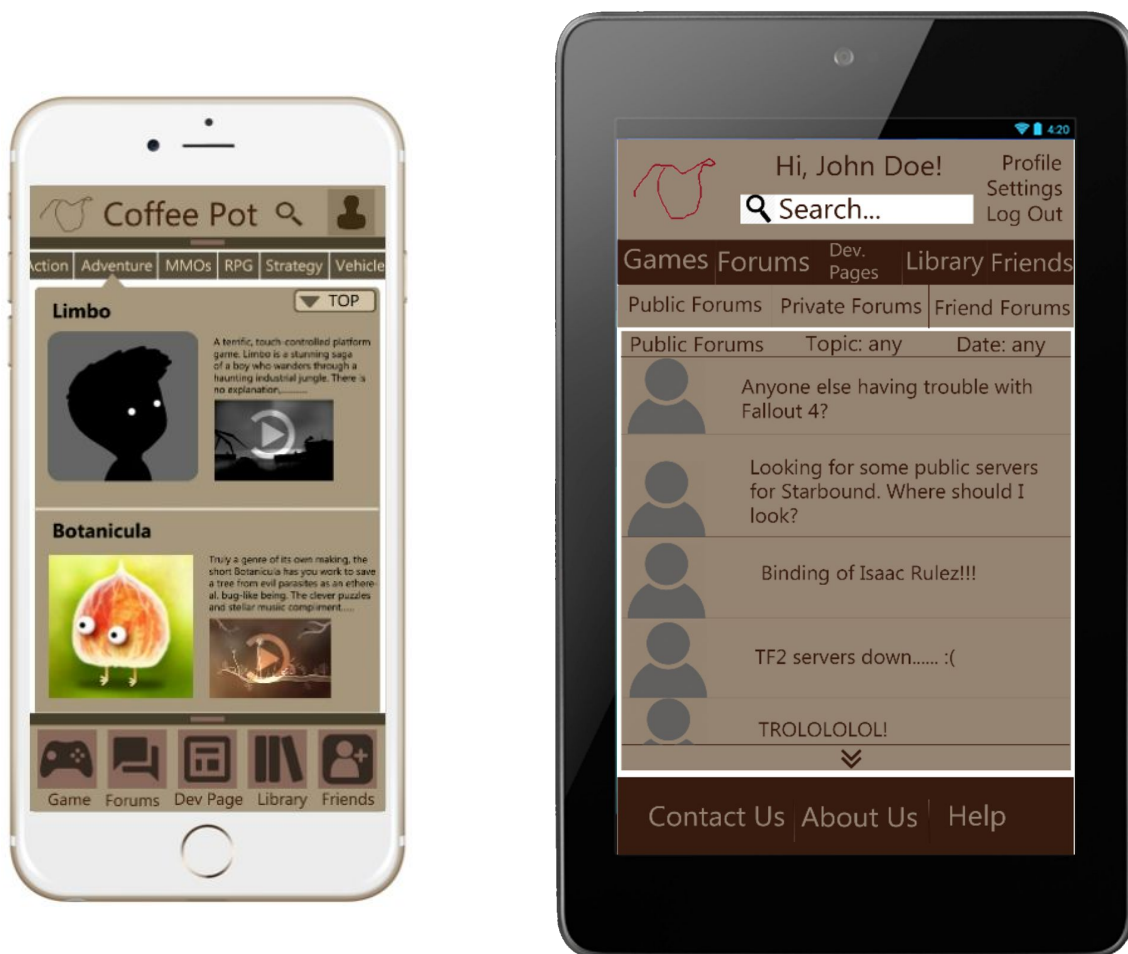 Coffee Pot
Action Adventure MMOs RPG Strategy Vehicle
TOP
Limbo
A terrific, touch-controlled platform
game. Limbo is a stunning saga
of a boy who wanders through a
haunting industrial jungle. There is
no explanation,..........
Botanicula
Truly a genre of its own making, the
short Botanicula has you work to save
a tree from evil parasites as an ethere-
al, bug-like being. The clever puzzles
and stellar musiic compliment.....
Game Forums Dev Page Library Friends
4:20
Hi, John Doe!
Profile
Settings
Log Out
Search...
Games Forums Dev. Pages Library Friends
Public Forums Private Forums Friend Forums
Public Forums Topic: any Date: any
Anyone else having trouble with
Fallout 4?
Looking for some public servers
for Starbound. Where should I
look?
Binding of Isaac Rulez!!!
TF2 servers down...... :(
TROLOLOLOL!
Contact Us About Us Help